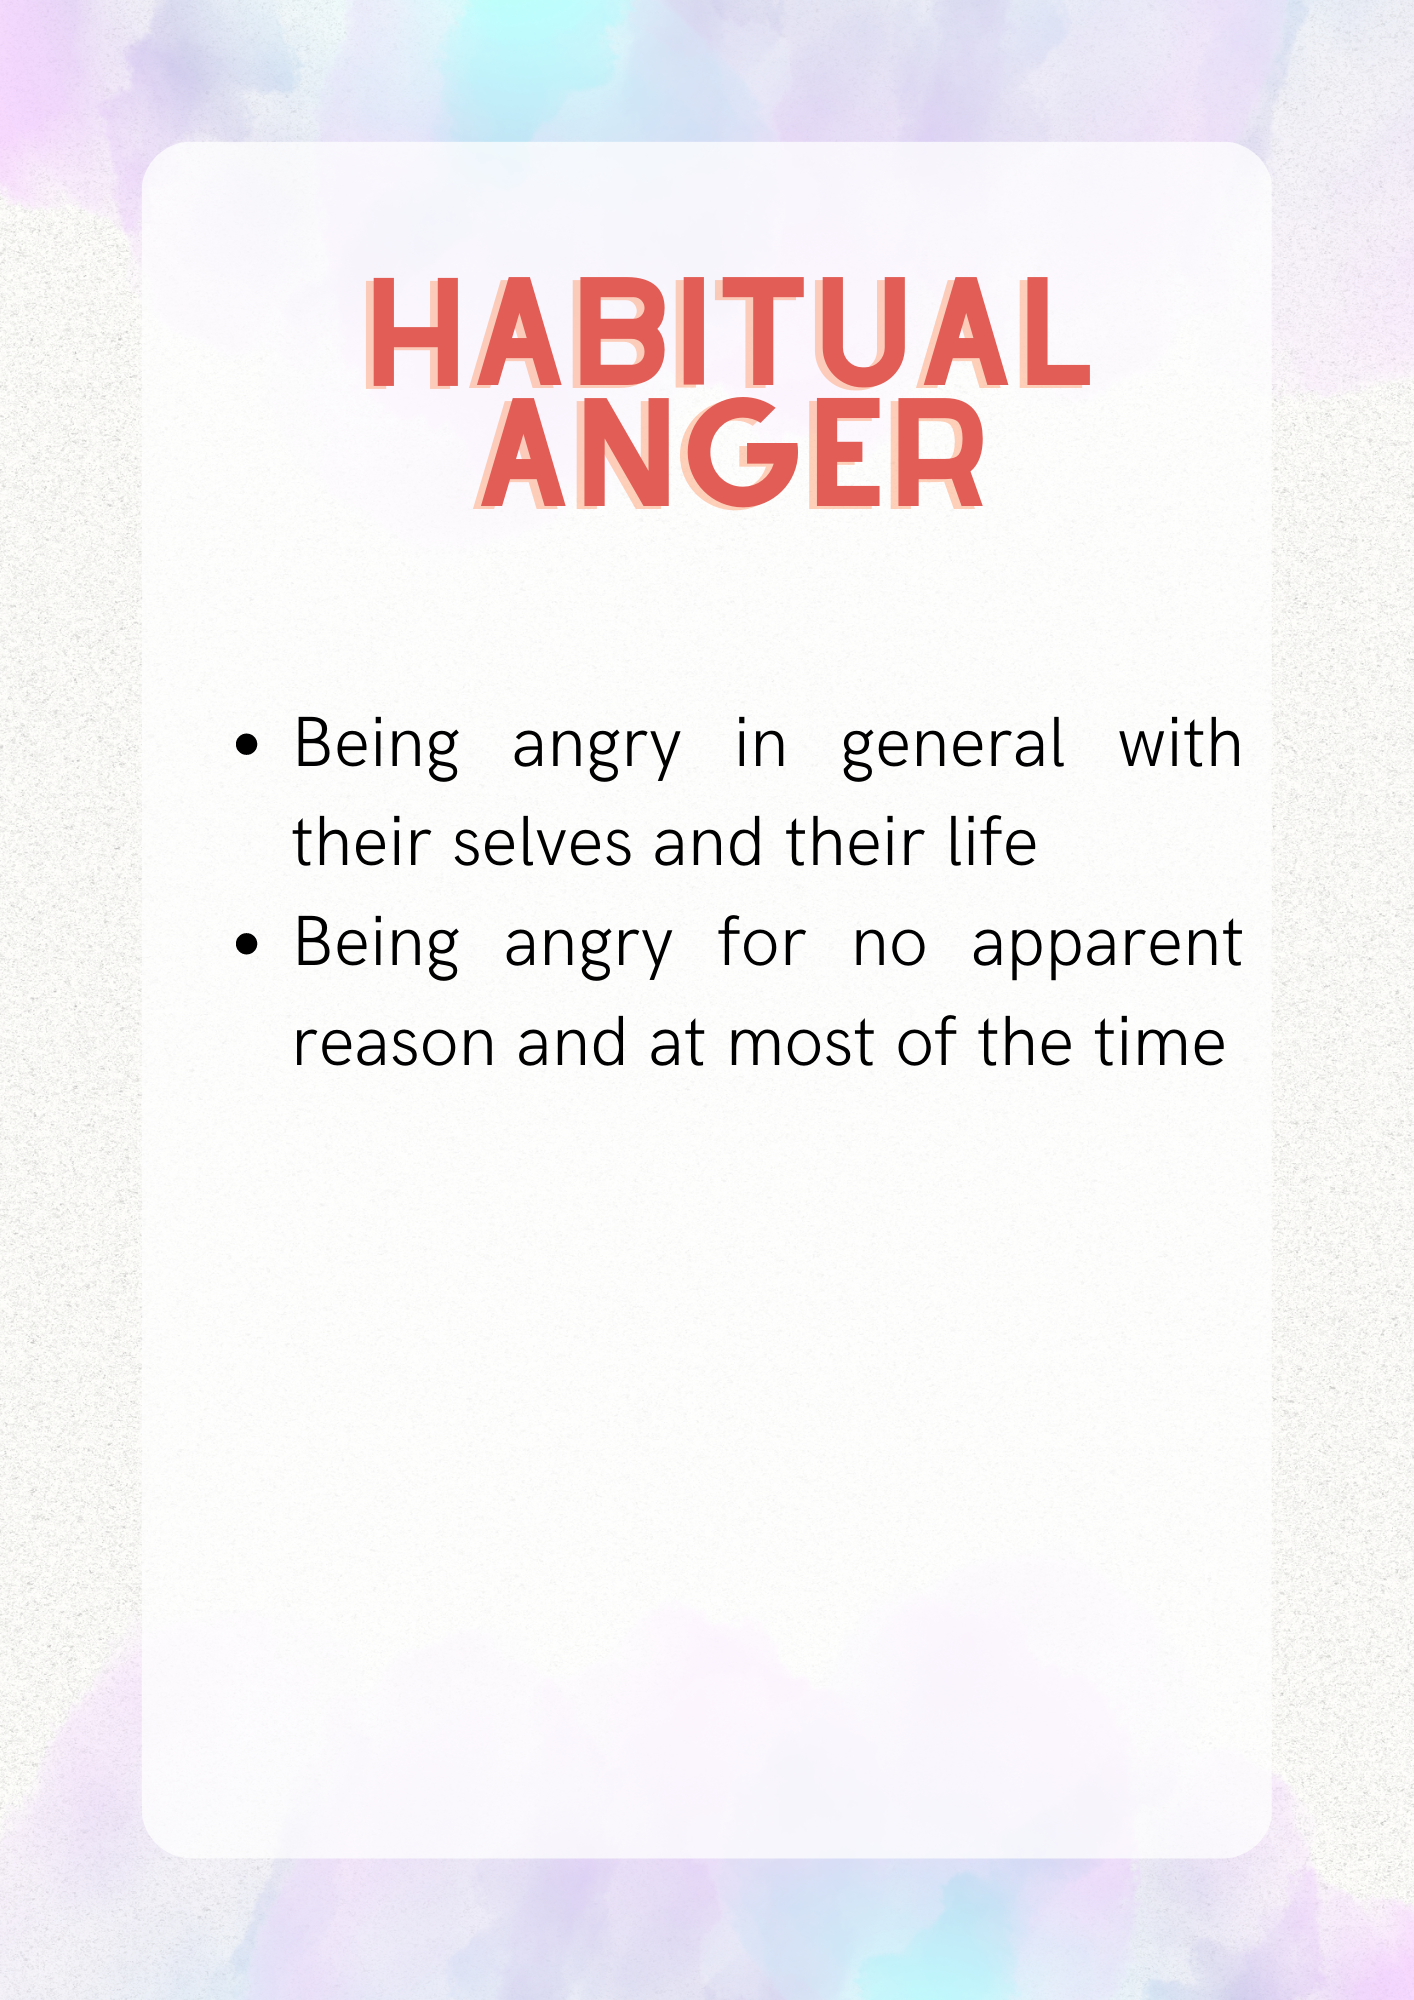 HABITUAL
ANGER
• Being angry in general with
their selves and their life
• Being angry for no apparent
reason and at most of the time